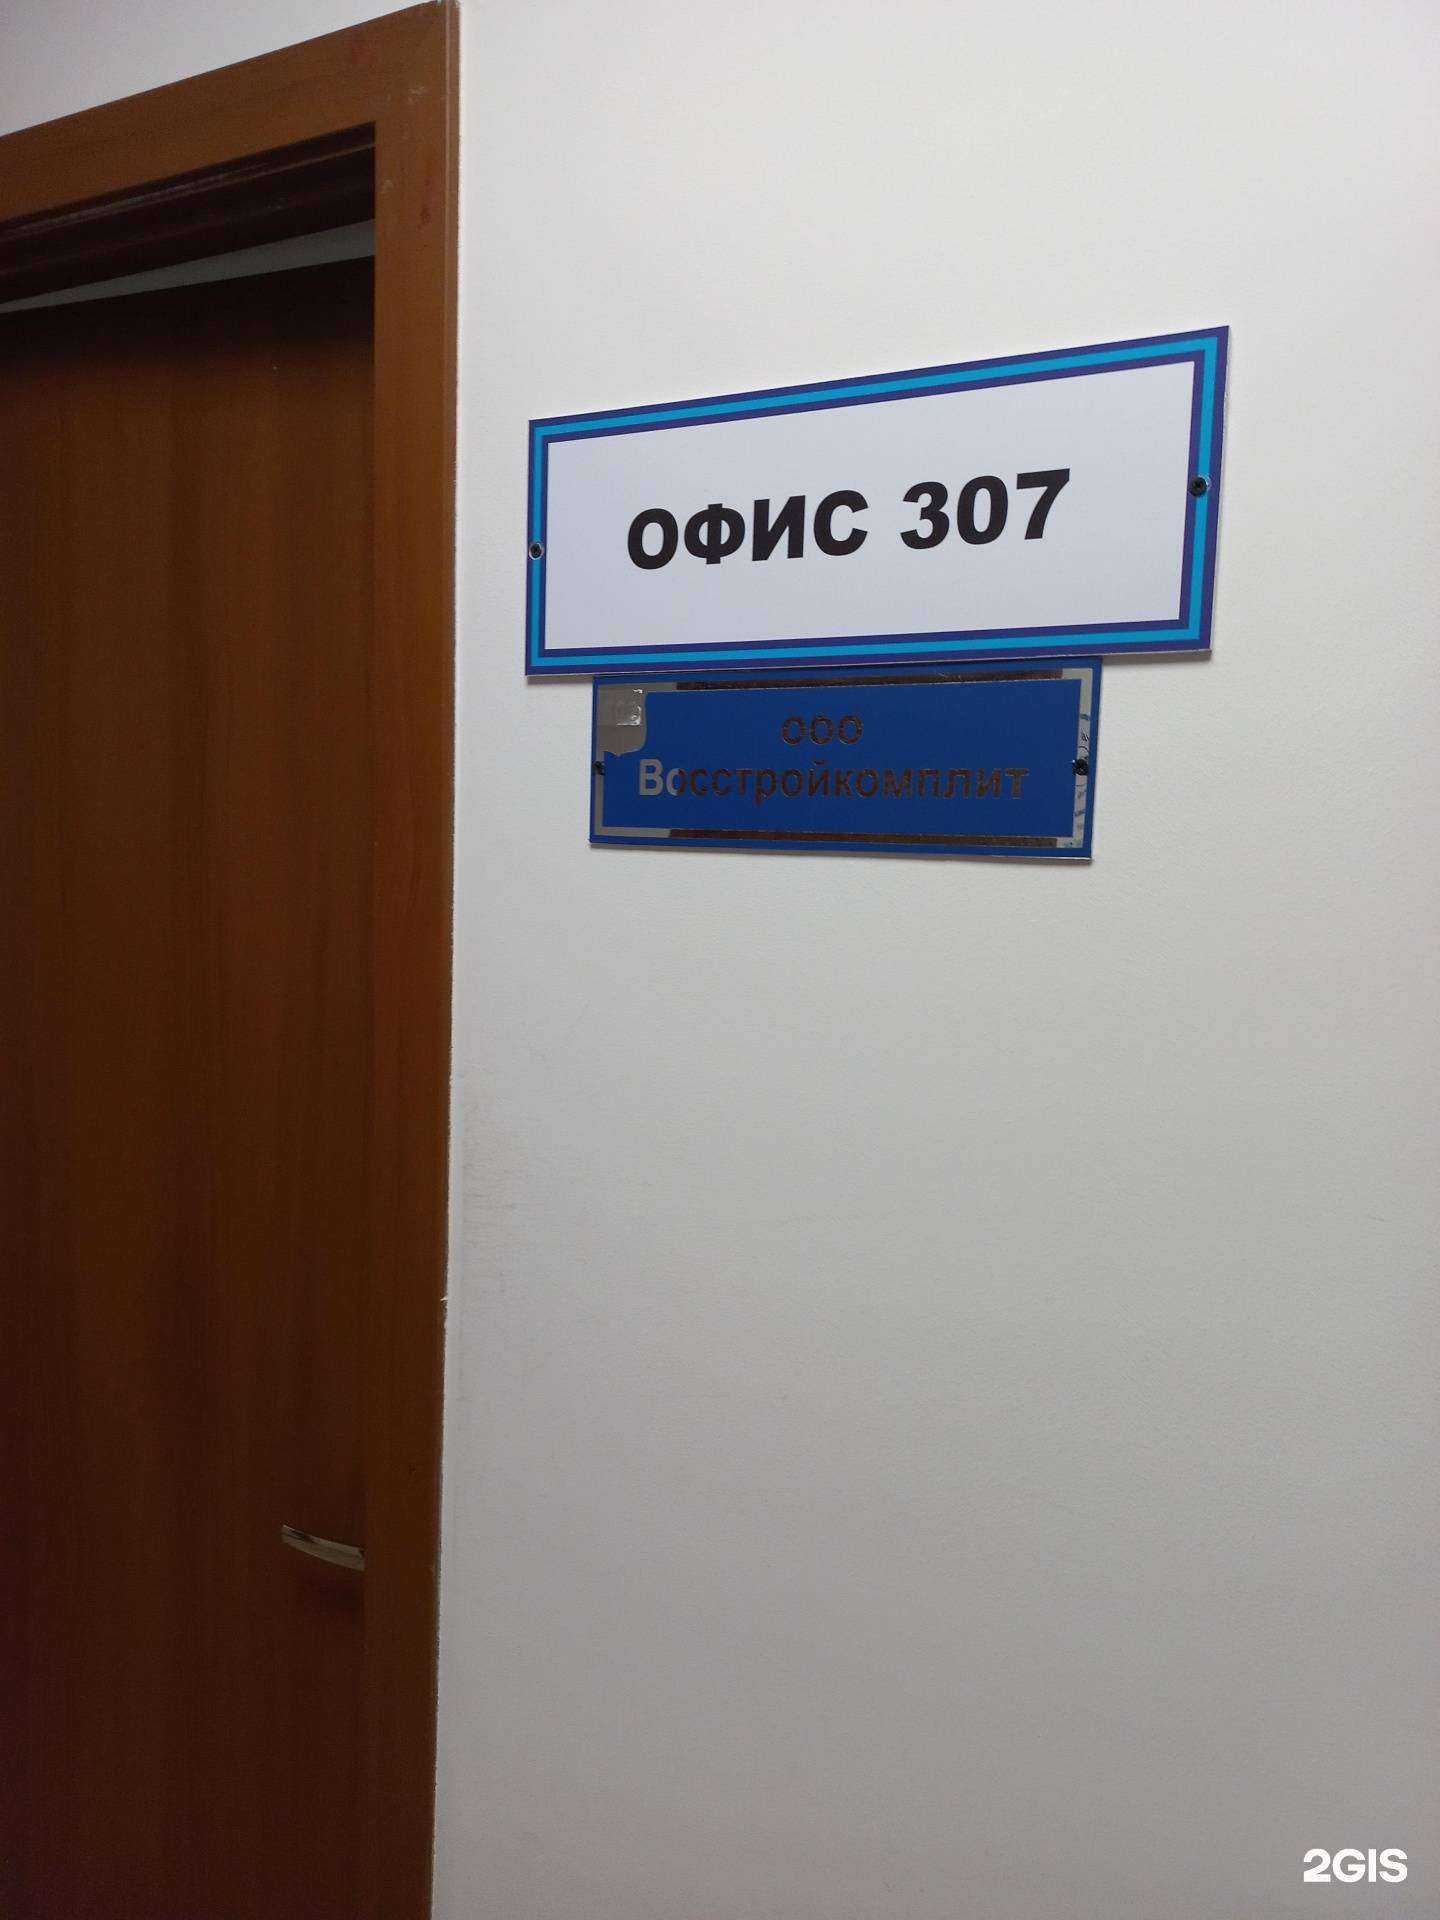 ОФИС 307
ооо
Восстройкомплит
2GIS